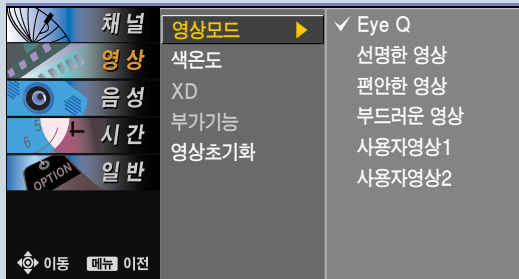 채널
영상
음성
시간
일반
OPTION
6
이동 메뉴 이전
영상모드
색온도
XD
부가기능
영상초기화
Eye Q
선명한 영상
편안한 영상
부드러운 영상
사용자영상1
사용자영상2